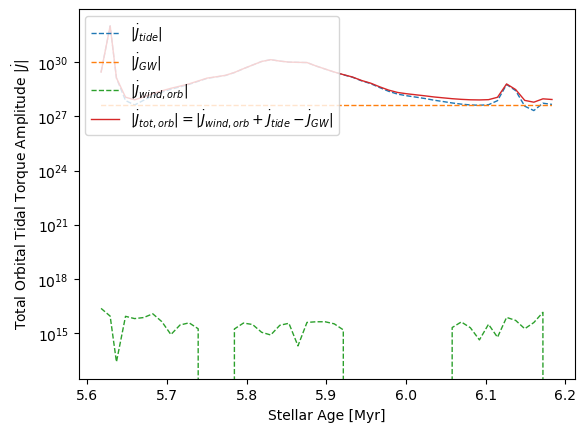 Total Orbital Tidal Torque Amplitude |J̇|
10^30
10^27
10^24
10^21
10^18
10^15
|J̇_tide|
|J̇_GW|
|J̇_wind,orb|
|J̇_tot,orb| = |J̇_wind,orb + J̇_tide − J̇_GW|
5.6 5.7 5.8 5.9 6.0 6.1 6.2
Stellar Age [Myr]